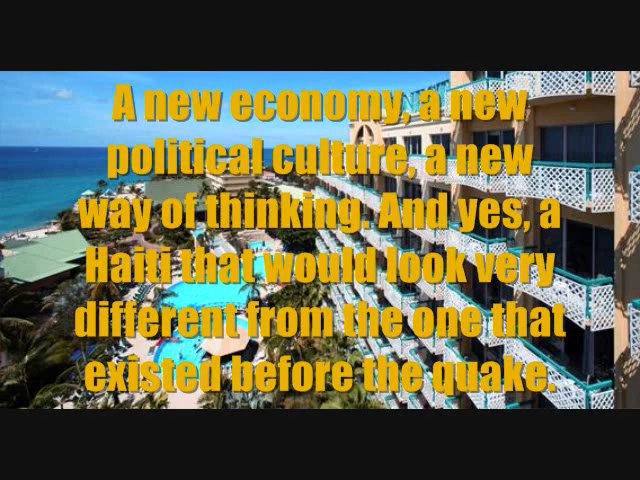 A new economy, a new
political culture, a new
way of thinking. And yes, a
Haiti that would look very
different from the one that
existed before the quake.